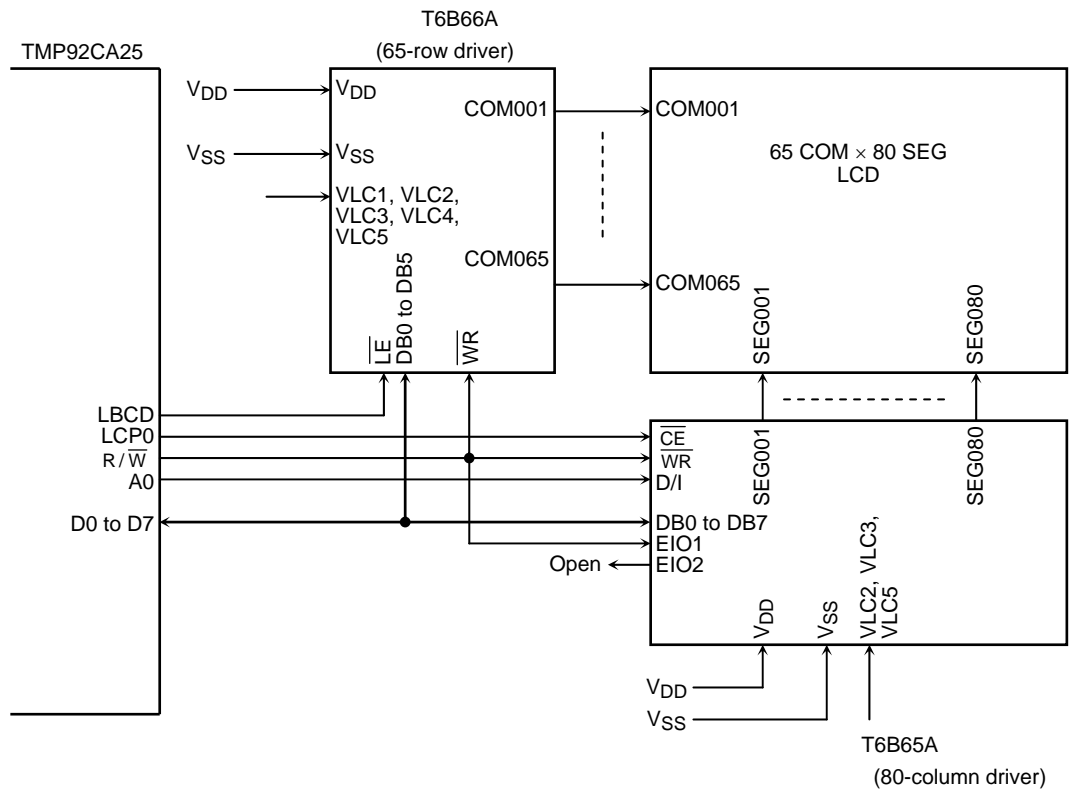 TMP92CA25
T6B66A
(65-row driver)
VDD
VSS
VDD
VSS
VLC1, VLC2,
VLC3, VLC4,
VLC5
COM001
COM065
LE
DB0 to DB5
WR
COM001
65 COM × 80 SEG
LCD
COM065
SEG001
SEG080
LBCD
LCP0
R/W
A0
D0 to D7
CE
WR
D/I
DB0 to DB7
EIO1
EIO2
Open
SEG001
SEG080
VDD
VSS
VLC2, VLC3,
VLC5
VDD
VSS
T6B65A
(80-column driver)